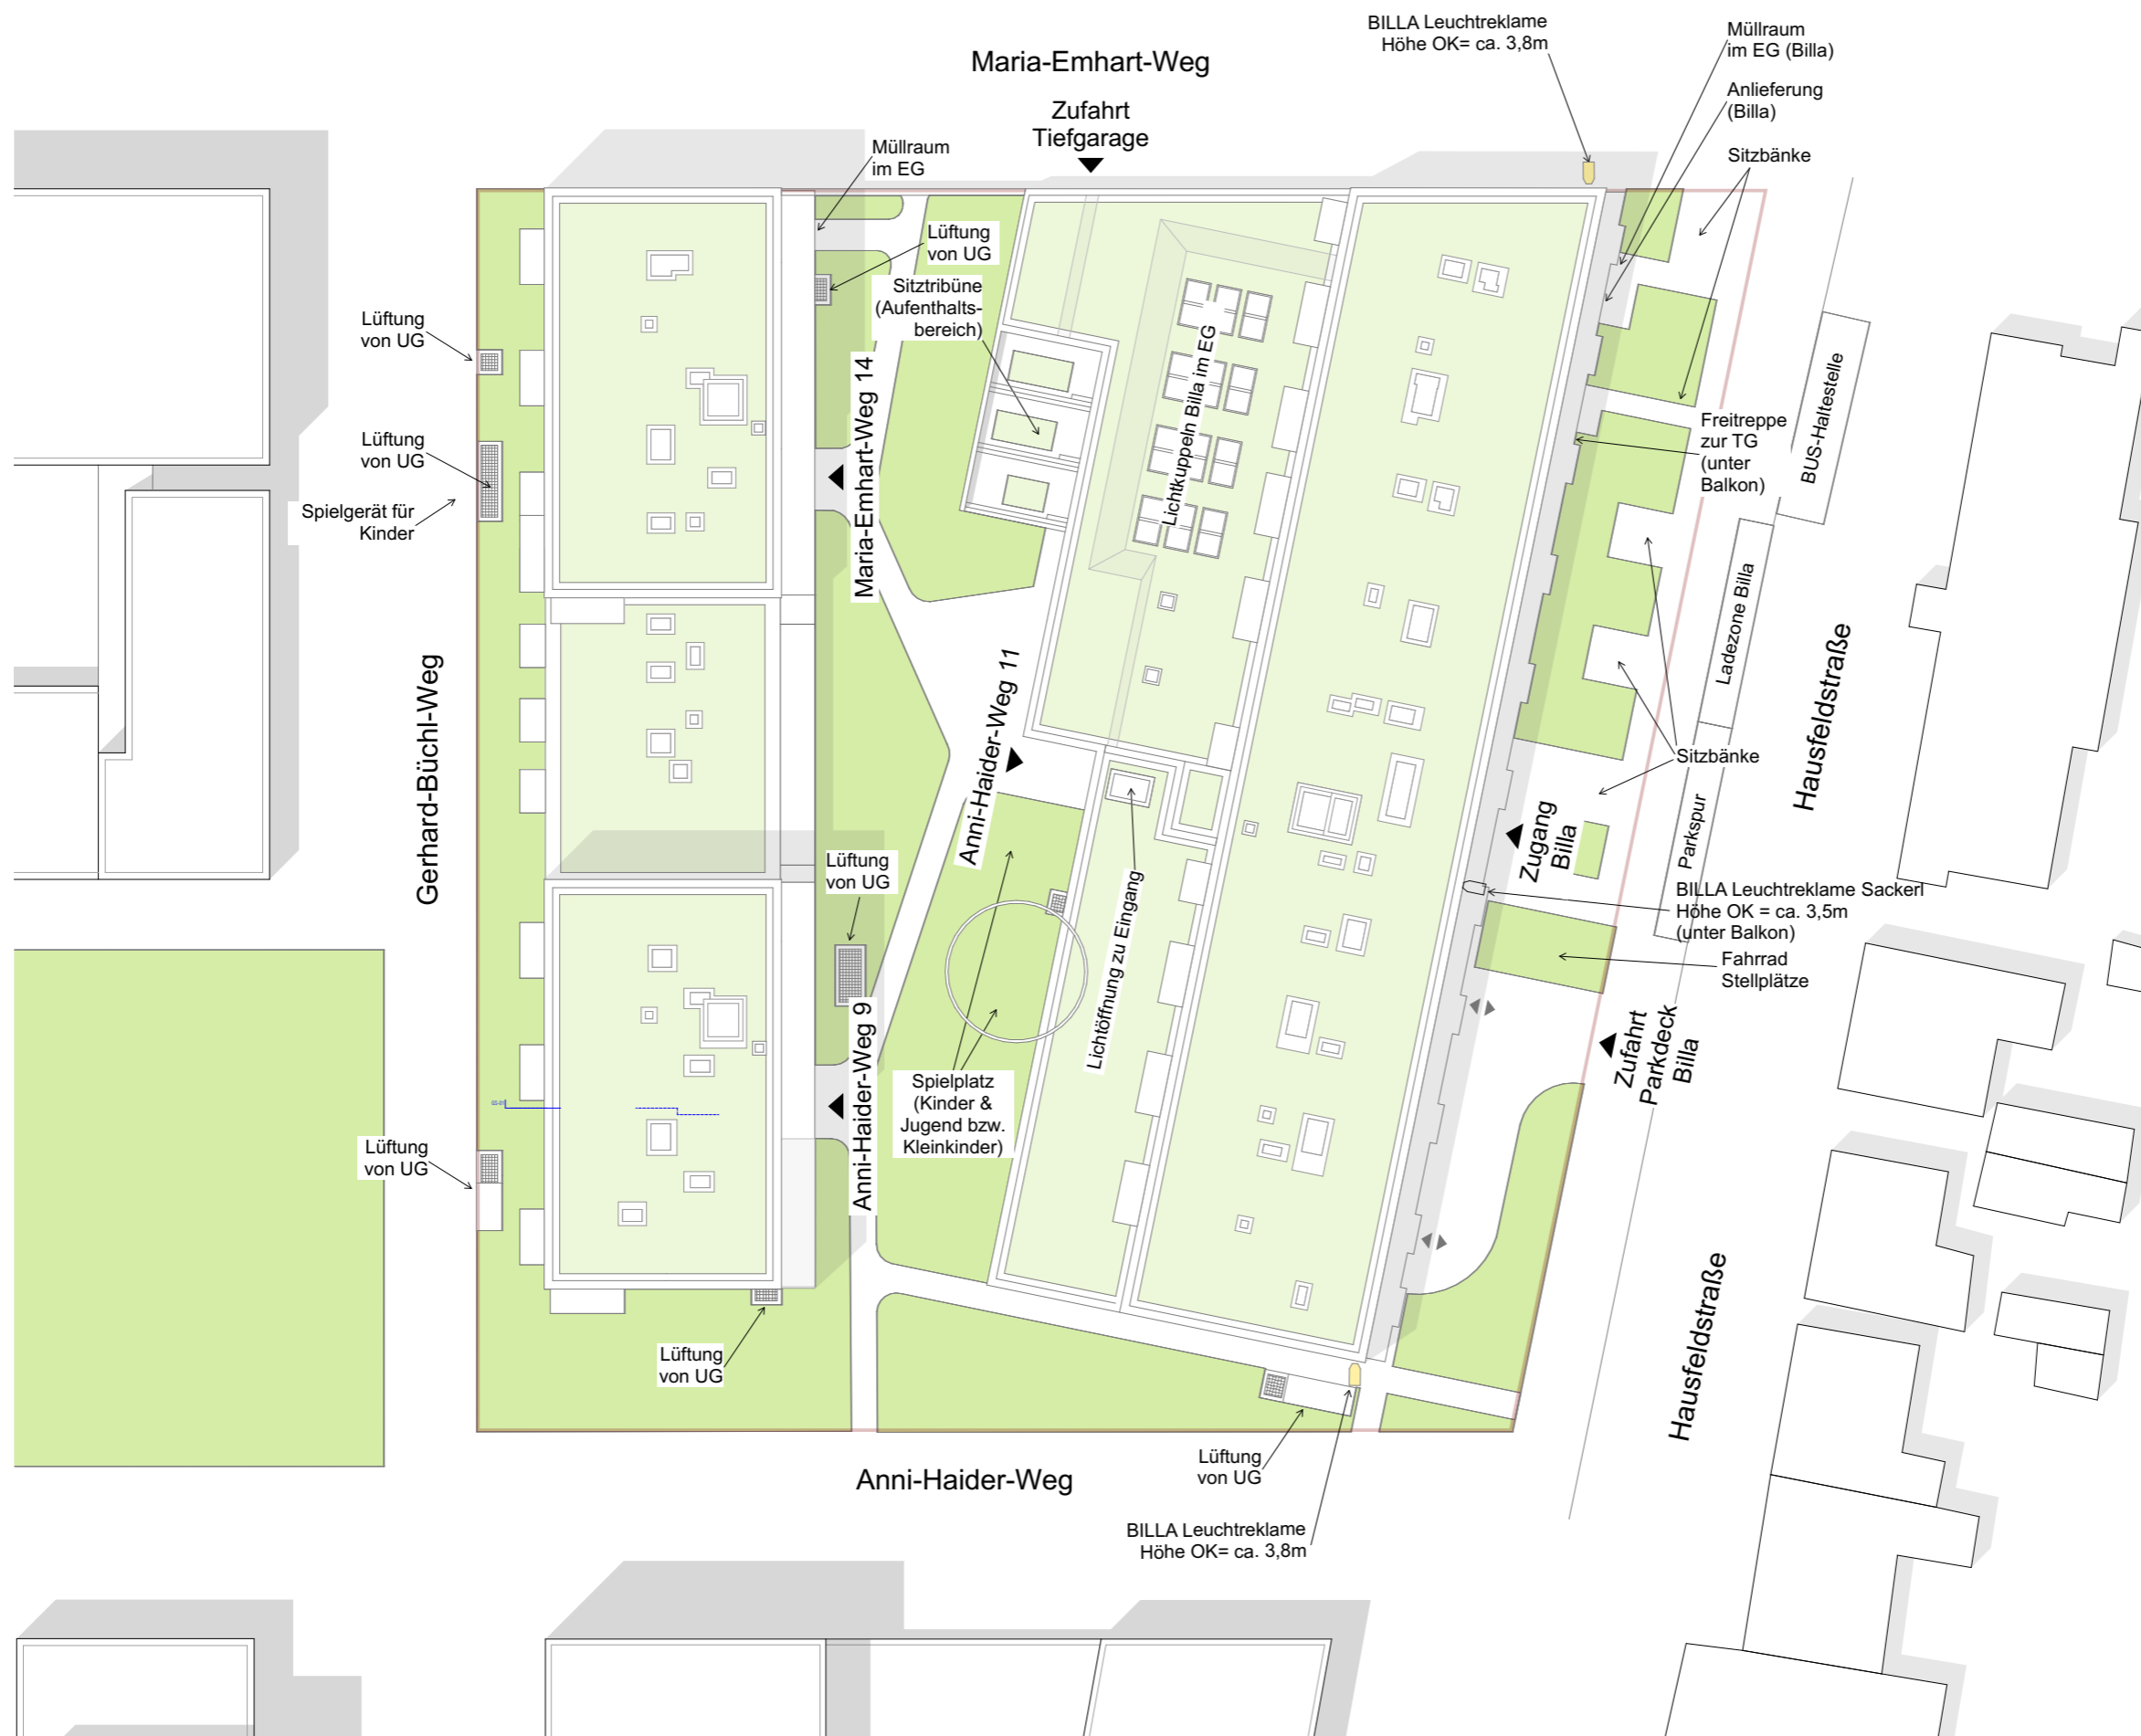 BILLA Leuchtreklame
Höhe OK= ca. 3,8m
Müllraum
im EG (Billa)
Maria-Emhart-Weg
Anlieferung
(Billa)
Zufahrt
Tiefgarage
Müllraum
im EG
Sitzbänke
Lüftung
von UG
Sitztribüne
(Aufenthalts-
bereich)
Lüftung
von UG
Lichtkuppeln Billa im EG
Maria-Emhart-Weg 14
BUS-Haltestelle
Freitreppe
zur TG
(unter
Balkon)
Lüftung
von UG
Spielgerät für
Kinder
Ladezone Billa
Hausfeldstraße
Gerhard-Büchl-Weg
Anni-Haider-Weg 11
Sitzbänke
Parkspur
Zugang
Billa
Lüftung
von UG
Lichtöffnung zu Eingang
BILLA Leuchtreklame Sackerl
Höhe OK = ca. 3,5m
(unter Balkon)
Fahrrad
Stellplätze
Zufahrt
Parkdeck
Billa
Anni-Haider-Weg 9
Spielplatz
(Kinder &
Jugend bzw.
Kleinkinder)
Lüftung
von UG
Hausfeldstraße
Lüftung
von UG
Lüftung
von UG
Anni-Haider-Weg
BILLA Leuchtreklame
Höhe OK= ca. 3,8m